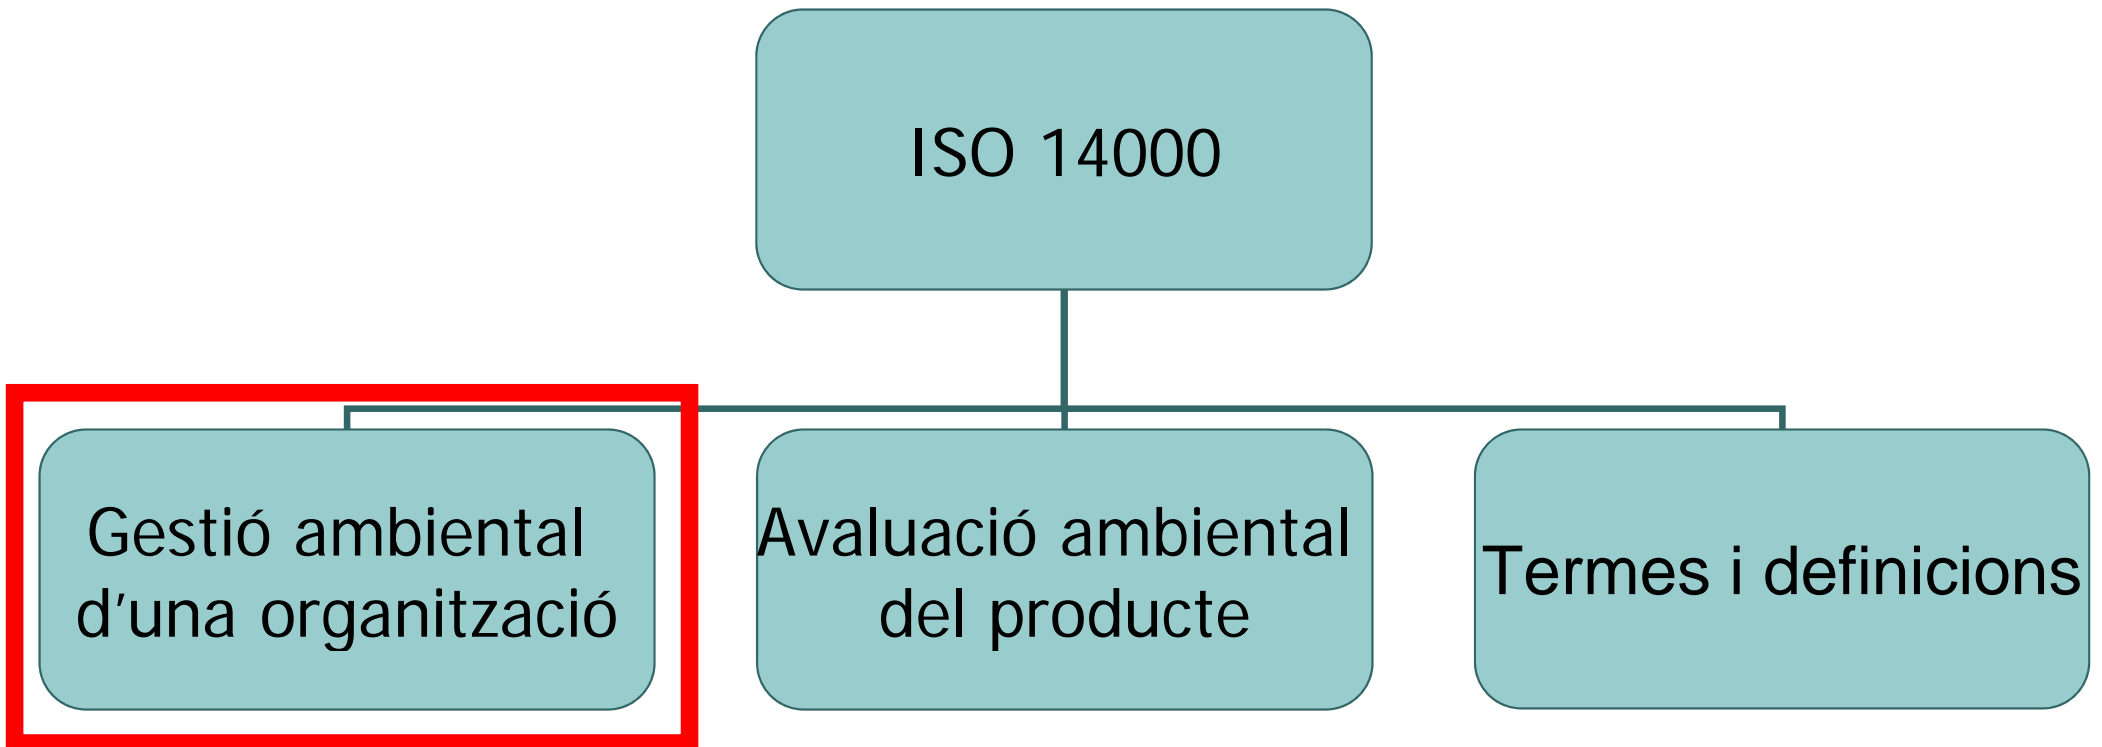 ISO 14000
Gestió ambiental
d'una organització
Avaluació ambiental
del producte
Termes i definicions